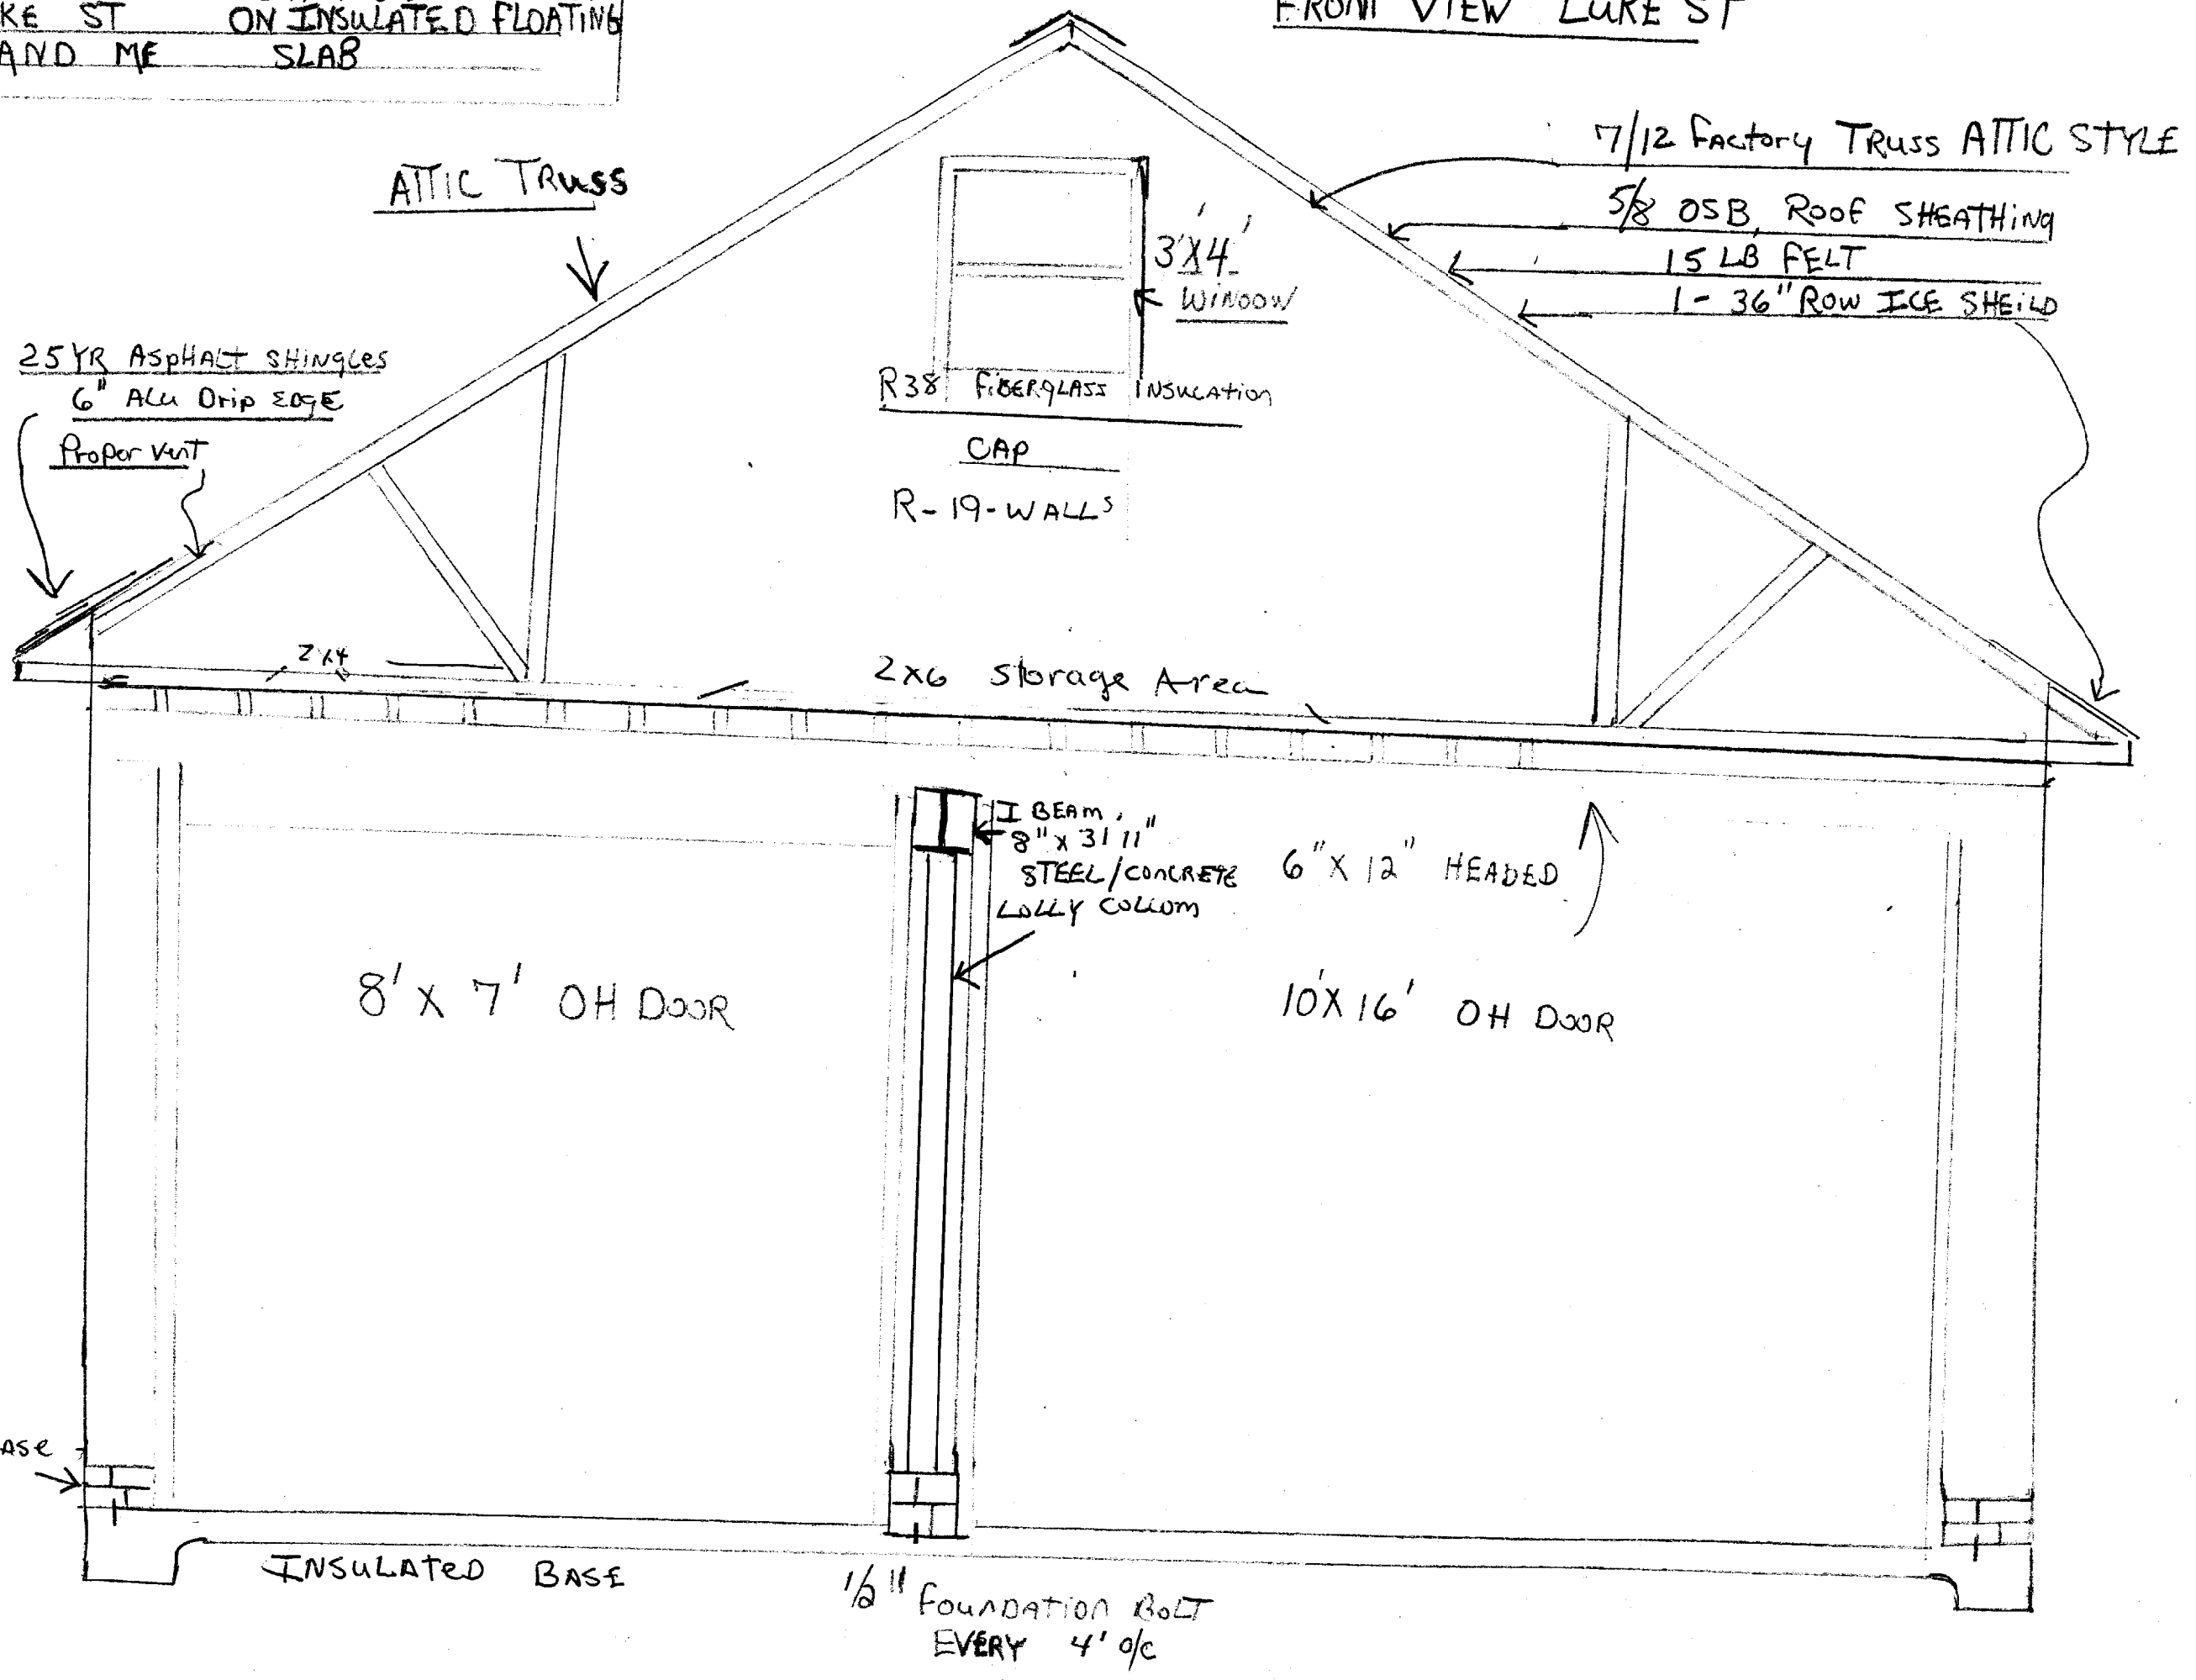 KE ST ON INSULATED FLOATING
AND ME SLAB
FRONT VIEW LUKE ST
ATTIC TRUSS
7/12 FACTORY TRUSS ATTIC STYLE
5/8 OSB, ROOF SHEATHING
15 LB FELT
1 - 36" ROW ICE SHEILD
3'X4'
WINDOW
25 YR ASPHALT SHINGLES
6" ALU Drip EDGE
Propor vent
R38 FIBERGLASS INSULATION
CAP
R-19-WALLS
2x4
2x6 Storage Area
I BEAM
8" x 31 11"
STEEL/CONCRETE
LOLLY COLLOM
6" X 12" HEADED
8' X 7' OH DOOR
10'X16' OH DOOR
ASE
INSULATED BASE
1/2" FOUNDATION BOLT
EVERY 4' O/C